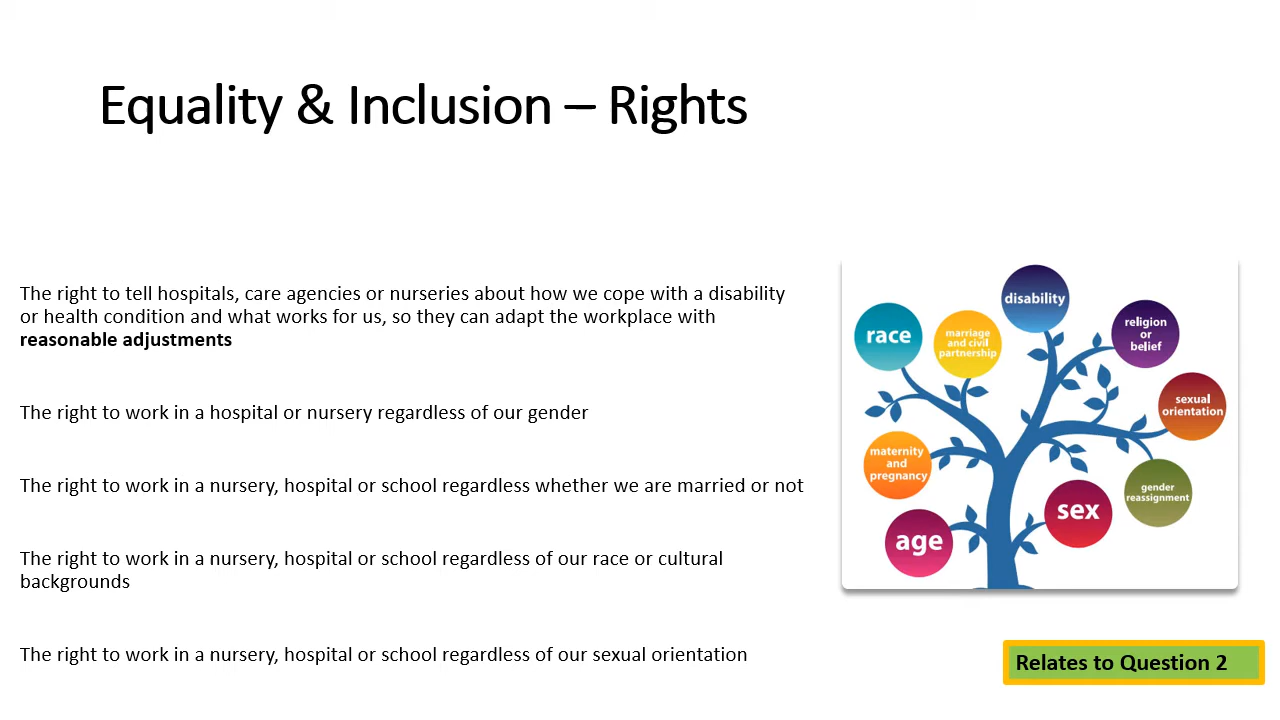 Equality & Inclusion – Rights
The right to tell hospitals, care agencies or nurseries about how we cope with a disability
or health condition and what works for us, so they can adapt the workplace with
reasonable adjustments
The right to work in a hospital or nursery regardless of our gender
The right to work in a nursery, hospital or school regardless whether we are married or not
The right to work in a nursery, hospital or school regardless of our race or cultural
backgrounds
The right to work in a nursery, hospital or school regardless of our sexual orientation
disability
race
marriage
and civil
partnership
religion
or
belief
sexual
orientation
maternity
and
pregnancy
gender
reassignment
sex
age
Relates to Question 2